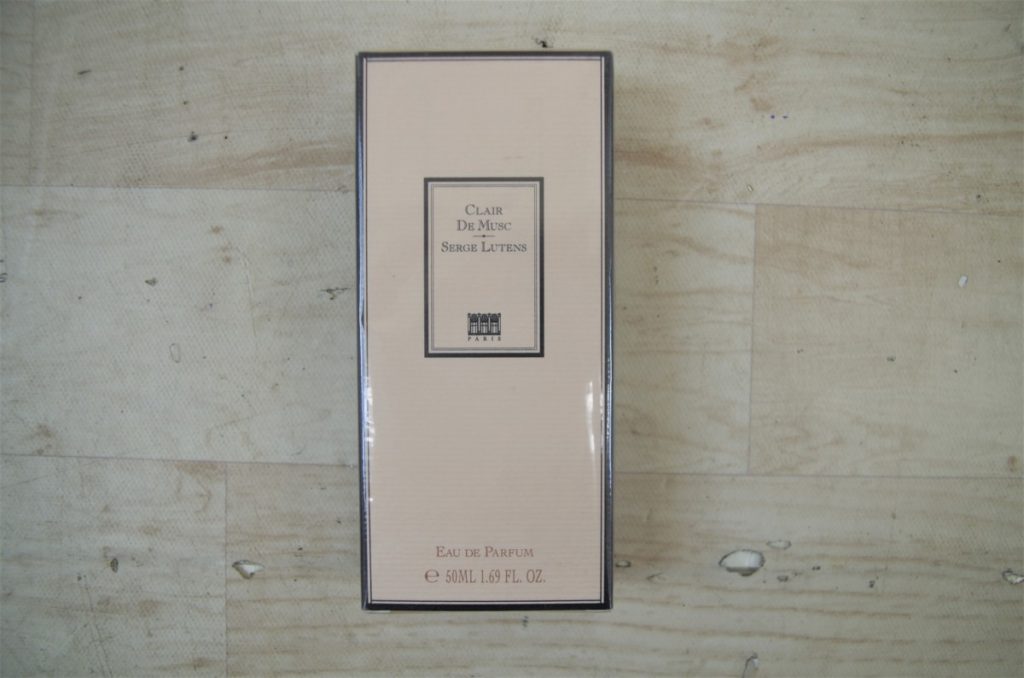 CLAIR
DE MUSC
SERGE LUTENS
PARIS
EAU DE PARFUM
℮ 50ML 1.69 FL. OZ.